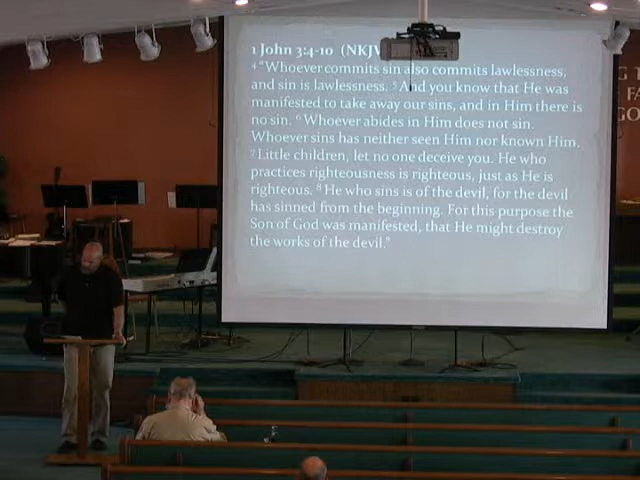 1 John 3:4-10 (NKJV
4 "Whoever commits sin also commits lawlessness,
and sin is lawlessness. 5 And you know that He was
manifested to take away our sins, and in Him there is
no sin. 6 Whoever abides in Him does not sin.
Whoever sins has neither seen Him nor known Him.
7 Little children, let no one deceive you. He who
practices righteousness is righteous, just as He is
righteous. 8 He who sins is of the devil, for the devil
has sinned from the beginning. For this purpose the
Son of God was manifested, that He might destroy
the works of the devil."